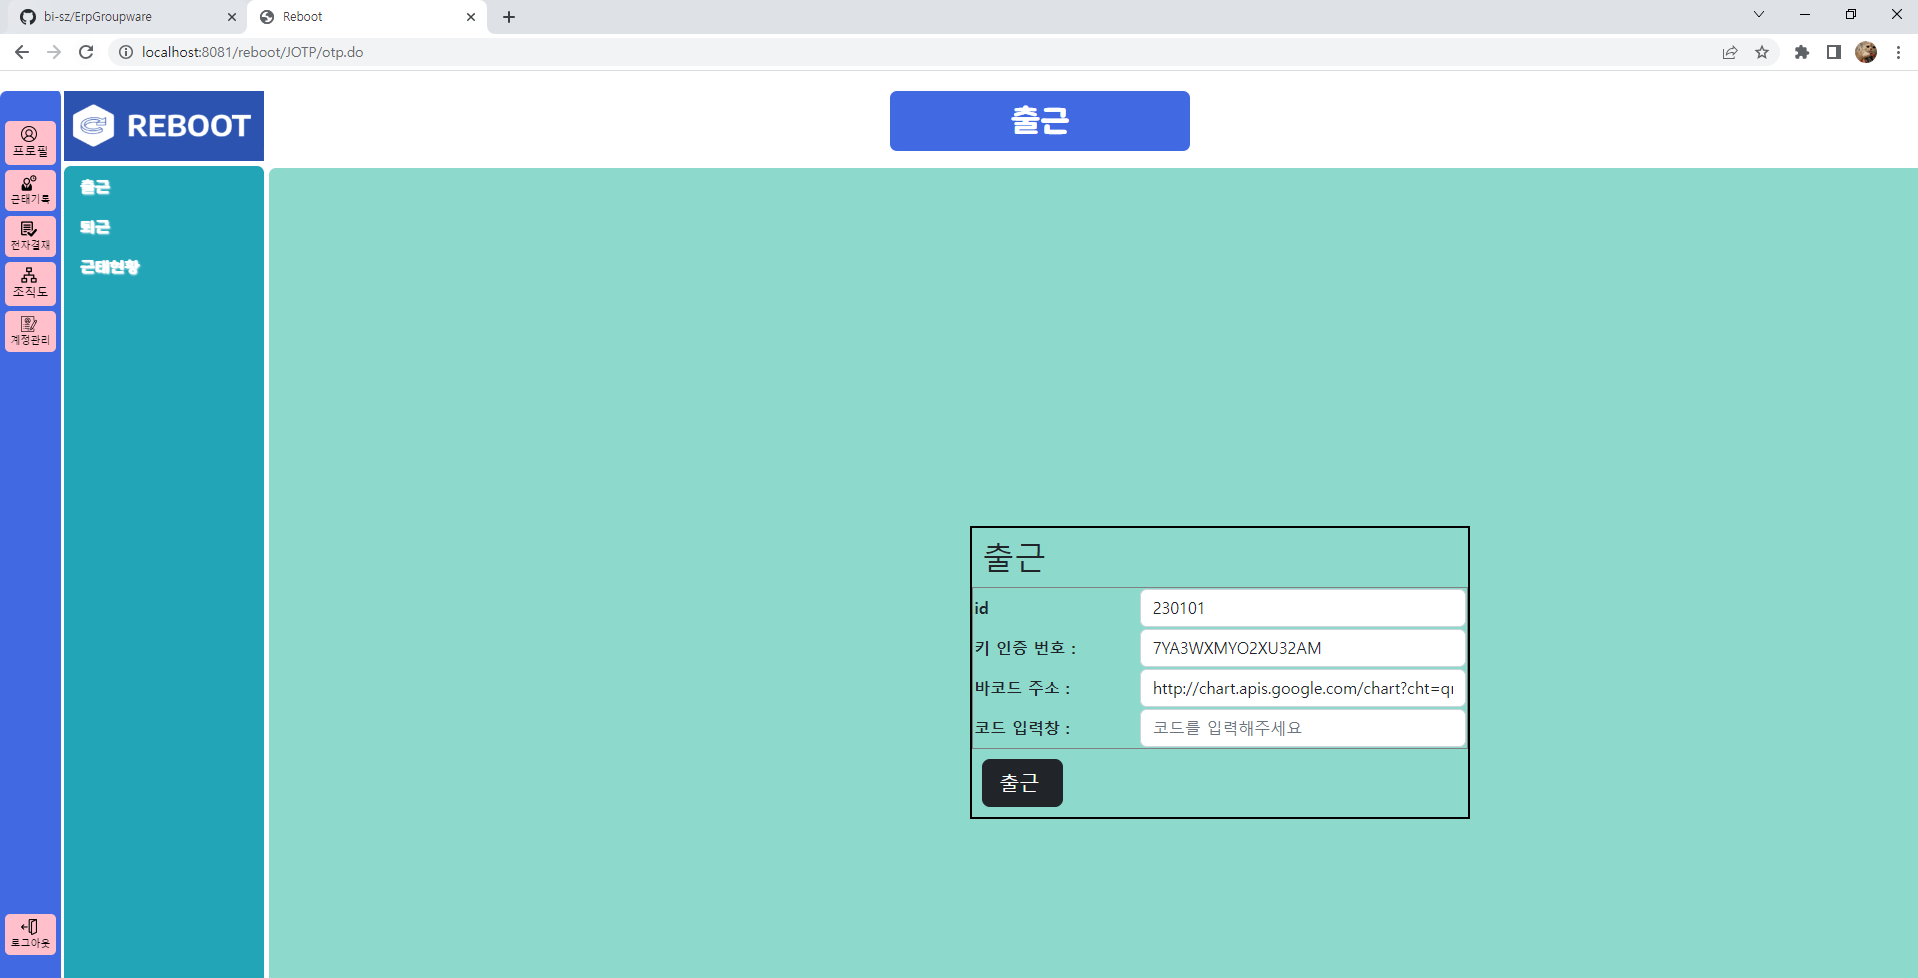 bi-sz/ErpGroupware
Reboot
localhost:8081/reboot/JOTP/otp.do
REBOOT
출근
프로필
근태기록
전자결재
조직도
계정관리
로그아웃
출근
퇴근
근태현황
출근
id
230101
키 인증 번호 :
7YA3WXMYO2XU32AM
바코드 주소 :
http://chart.apis.google.com/chart?cht=qr
코드 입력창 :
코드를 입력해주세요
출근